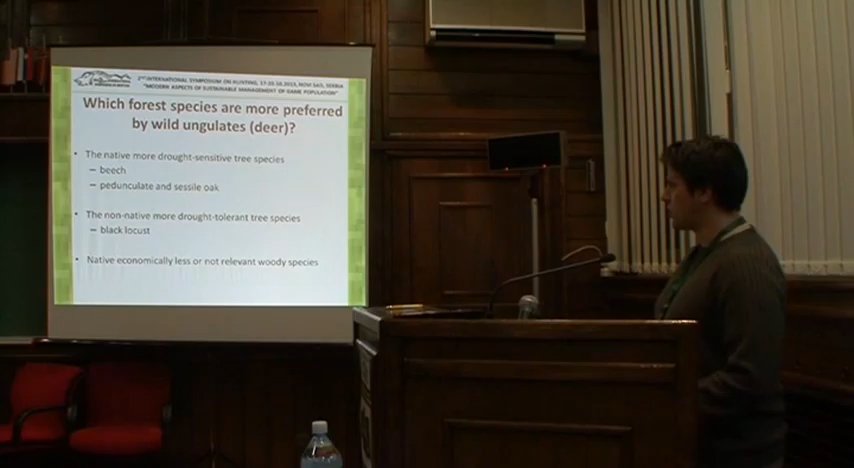 2ND INTERNATIONAL SYMPOSIUM ON HUNTING, 17-20.10.2013, NOVI SAD, SERBIA
"MODERN ASPECTS OF SUSTAINABLE MANAGEMENT OF GAME POPULATION"
Which forest species are more preferred
by wild ungulates (deer)?
• The native more drought-sensitive tree species
– beech
– pedunculate and sessile oak
• The non-native more drought-tolerant tree species
– black locust
• Native economically less or not relevant woody species